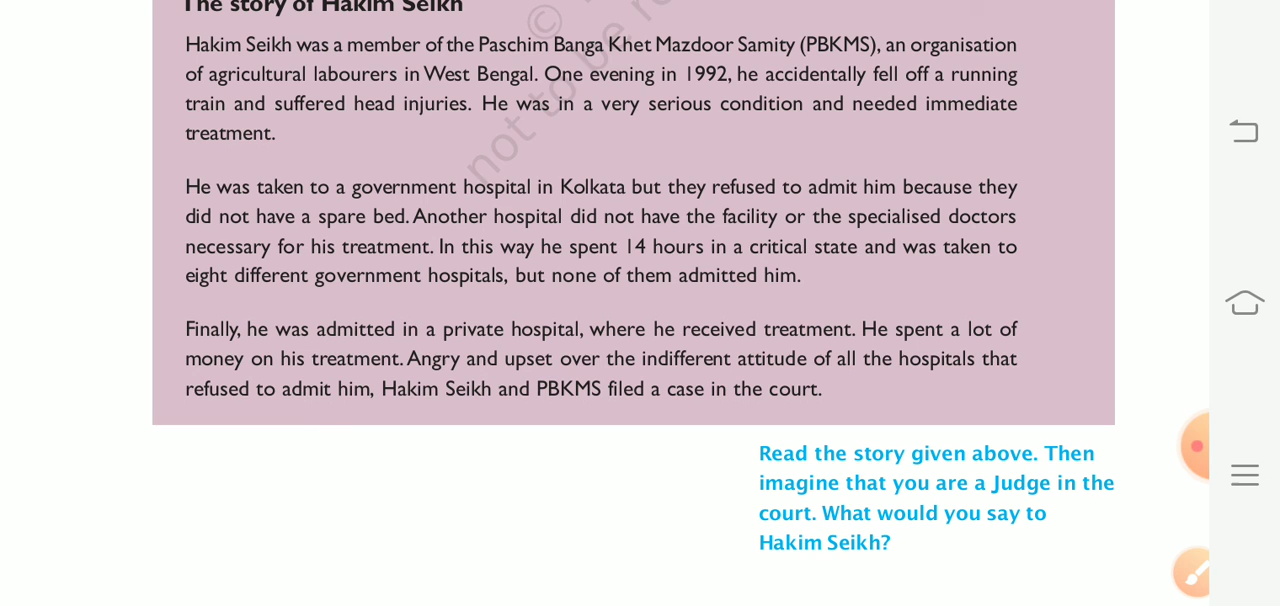 The story of Hakim Seikh
Hakim Seikh was a member of the Paschim Banga Khet Mazdoor Samity (PBKMS), an organisation
of agricultural labourers in West Bengal. One evening in 1992, he accidentally fell off a running
train and suffered head injuries. He was in a very serious condition and needed immediate
treatment.
He was taken to a government hospital in Kolkata but they refused to admit him because they
did not have a spare bed. Another hospital did not have the facility or the specialised doctors
necessary for his treatment. In this way he spent 14 hours in a critical state and was taken to
eight different government hospitals, but none of them admitted him.
Finally, he was admitted in a private hospital, where he received treatment. He spent a lot of
money on his treatment. Angry and upset over the indifferent attitude of all the hospitals that
refused to admit him, Hakim Seikh and PBKMS filed a case in the court.
Read the story given above. Then
imagine that you are a Judge in the
court. What would you say to
Hakim Seikh?
©
not to be re